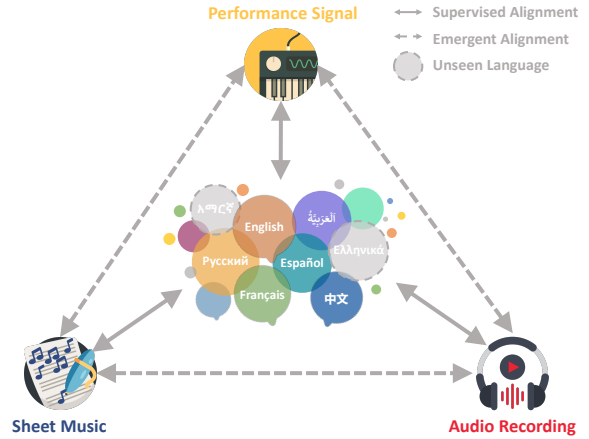 Performance Signal
Supervised Alignment
Emergent Alignment
Unseen Language
አማርኛ
English
اَلْعَرَبِيَّةُ
Ελληνικά
Русский
Español
Français
中文
Sheet Music
Audio Recording